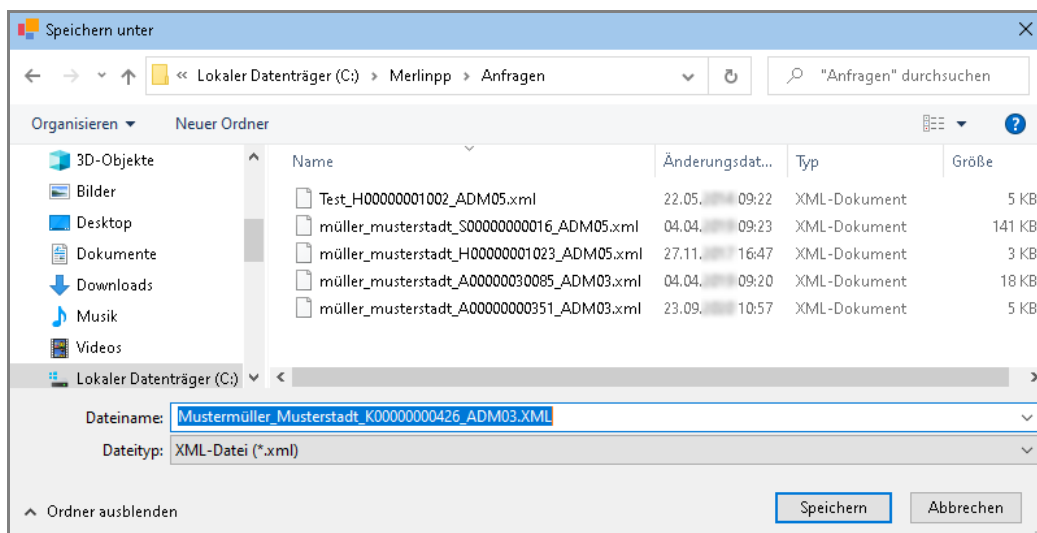 Speichern unter
« Lokaler Datenträger (C:) › Merlinpp › Anfragen "Anfragen" durchsuchen
Organisieren Neuer Ordner ?
3D-Objekte
Bilder
Desktop
Dokumente
Downloads
Musik
Videos
Lokaler Datenträger (C:)
Name Änderungsdat... Typ Größe
Test_H00000001002_ADM05.xml 22.05. 09:22 XML-Dokument 5 KB
müller_musterstadt_S00000000016_ADM05.xml 04.04. 09:23 XML-Dokument 141 KB
müller_musterstadt_H00000001023_ADM05.xml 27.11. 16:47 XML-Dokument 3 KB
müller_musterstadt_A00000030085_ADM03.xml 04.04. 09:20 XML-Dokument 18 KB
müller_musterstadt_A00000000351_ADM03.xml 23.09. 10:57 XML-Dokument 5 KB
Dateiname: Mustermüller_Musterstadt_K00000000426_ADM03.XML
Dateityp: XML-Datei (*.xml)
Ordner ausblenden Speichern Abbrechen